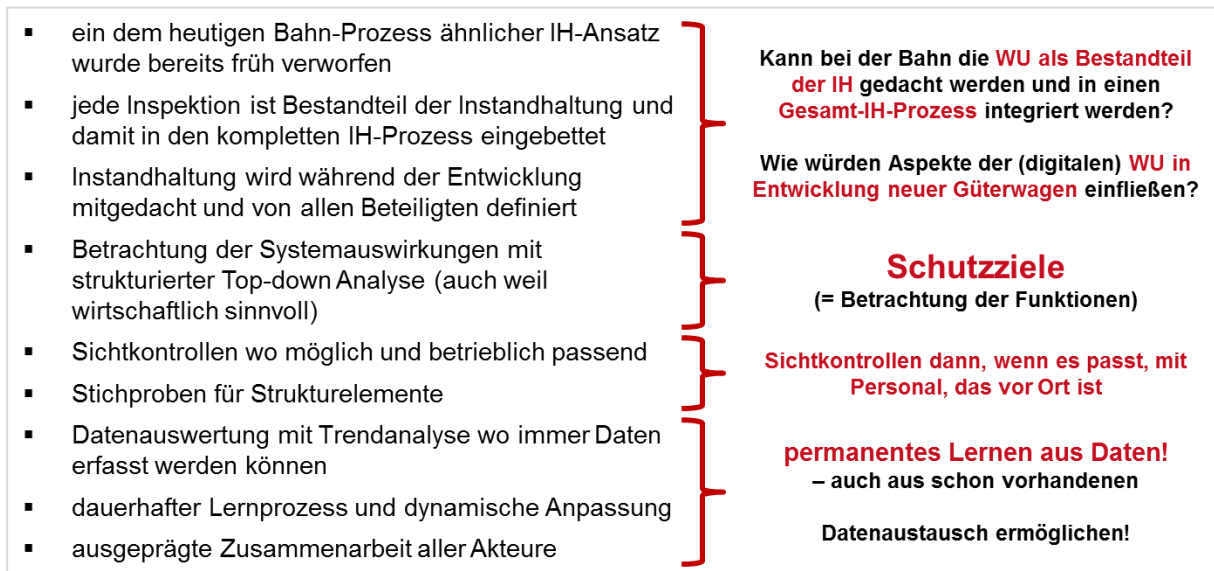 ▪ ein dem heutigen Bahn-Prozess ähnlicher IH-Ansatz
wurde bereits früh verworfen
▪ jede Inspektion ist Bestandteil der Instandhaltung und
damit in den kompletten IH-Prozess eingebettet
▪ Instandhaltung wird während der Entwicklung
mitgedacht und von allen Beteiligten definiert
▪ Betrachtung der Systemauswirkungen mit
strukturierter Top-down Analyse (auch weil
wirtschaftlich sinnvoll)
▪ Sichtkontrollen wo möglich und betrieblich passend
▪ Stichproben für Strukturelemente
▪ Datenauswertung mit Trendanalyse wo immer Daten
erfasst werden können
▪ dauerhafter Lernprozess und dynamische Anpassung
▪ ausgeprägte Zusammenarbeit aller Akteure
Kann bei der Bahn die WU als Bestandteil
der IH gedacht werden und in einen
Gesamt-IH-Prozess integriert werden?
Wie würden Aspekte der (digitalen) WU in
Entwicklung neuer Güterwagen einfließen?
Schutzziele
(= Betrachtung der Funktionen)
Sichtkontrollen dann, wenn es passt, mit
Personal, das vor Ort ist
permanentes Lernen aus Daten!
– auch aus schon vorhandenen
Datenaustausch ermöglichen!